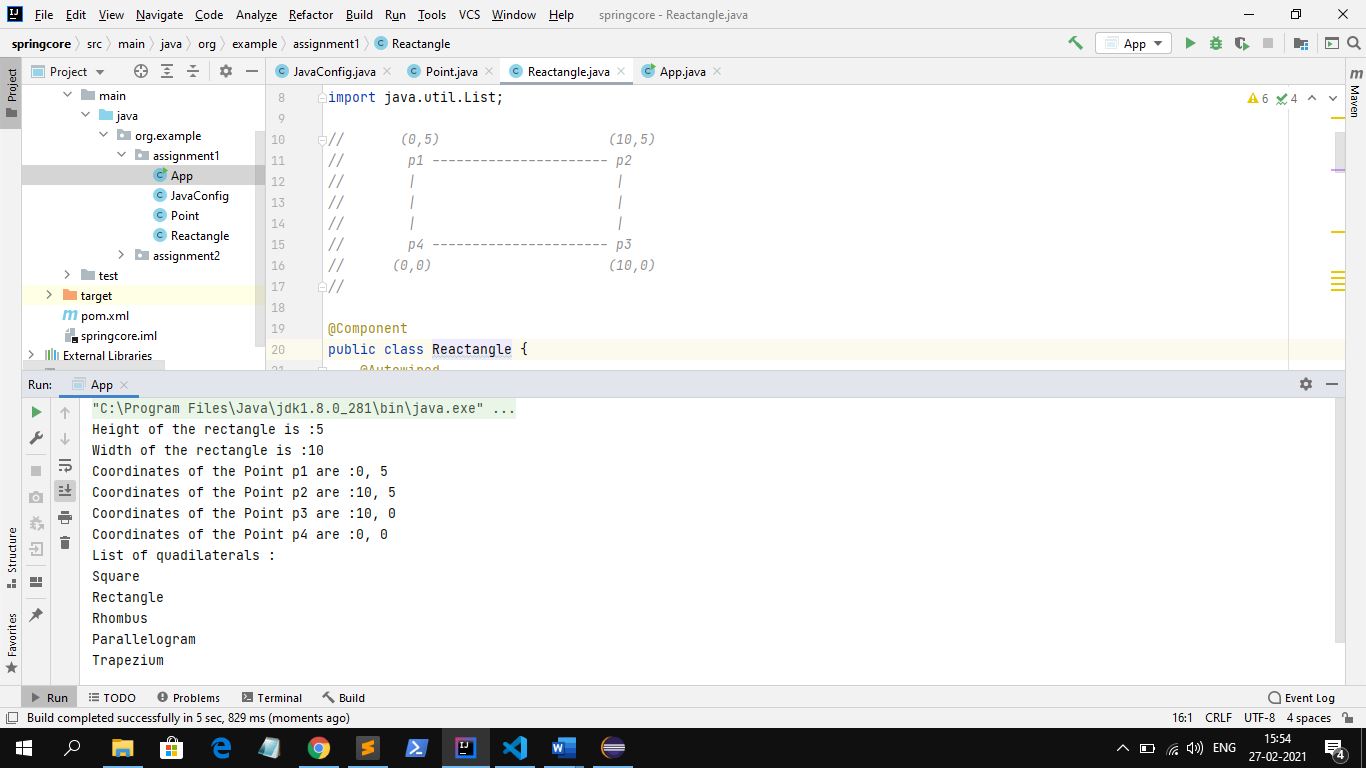 File Edit View Navigate Code Analyze Refactor Build Run Tools VCS Window Help springcore - Reactangle.java
springcore src main java org example assignment1 Reactangle
App
Project
JavaConfig.java Point.java Reactangle.java App.java
main
java
org.example
assignment1
App
JavaConfig
Point
Reactangle
assignment2
test
target
pom.xml
springcore.iml
External Libraries
6 4
8 import java.util.List;
9
10 // (0,5) (10,5)
11 // p1 ---------------------- p2
12 // | |
13 // | |
14 // | |
15 // p4 ---------------------- p3
16 // (0,0) (10,0)
17 //
18
19 @Component
20 public class Reactangle {
21 @Autowired
Project
Maven
Structure
Favorites
Run: App
"C:\Program Files\Java\jdk1.8.0_281\bin\java.exe" ...
Height of the rectangle is :5
Width of the rectangle is :10
Coordinates of the Point p1 are :0, 5
Coordinates of the Point p2 are :10, 5
Coordinates of the Point p3 are :10, 0
Coordinates of the Point p4 are :0, 0
List of quadilaterals :
Square
Rectangle
Rhombus
Parallelogram
Trapezium
Run TODO Problems Terminal Build Event Log
Build completed successfully in 5 sec, 829 ms (moments ago) 16:1 CRLF UTF-8 4 spaces
ENG
15:54
27-02-2021
4